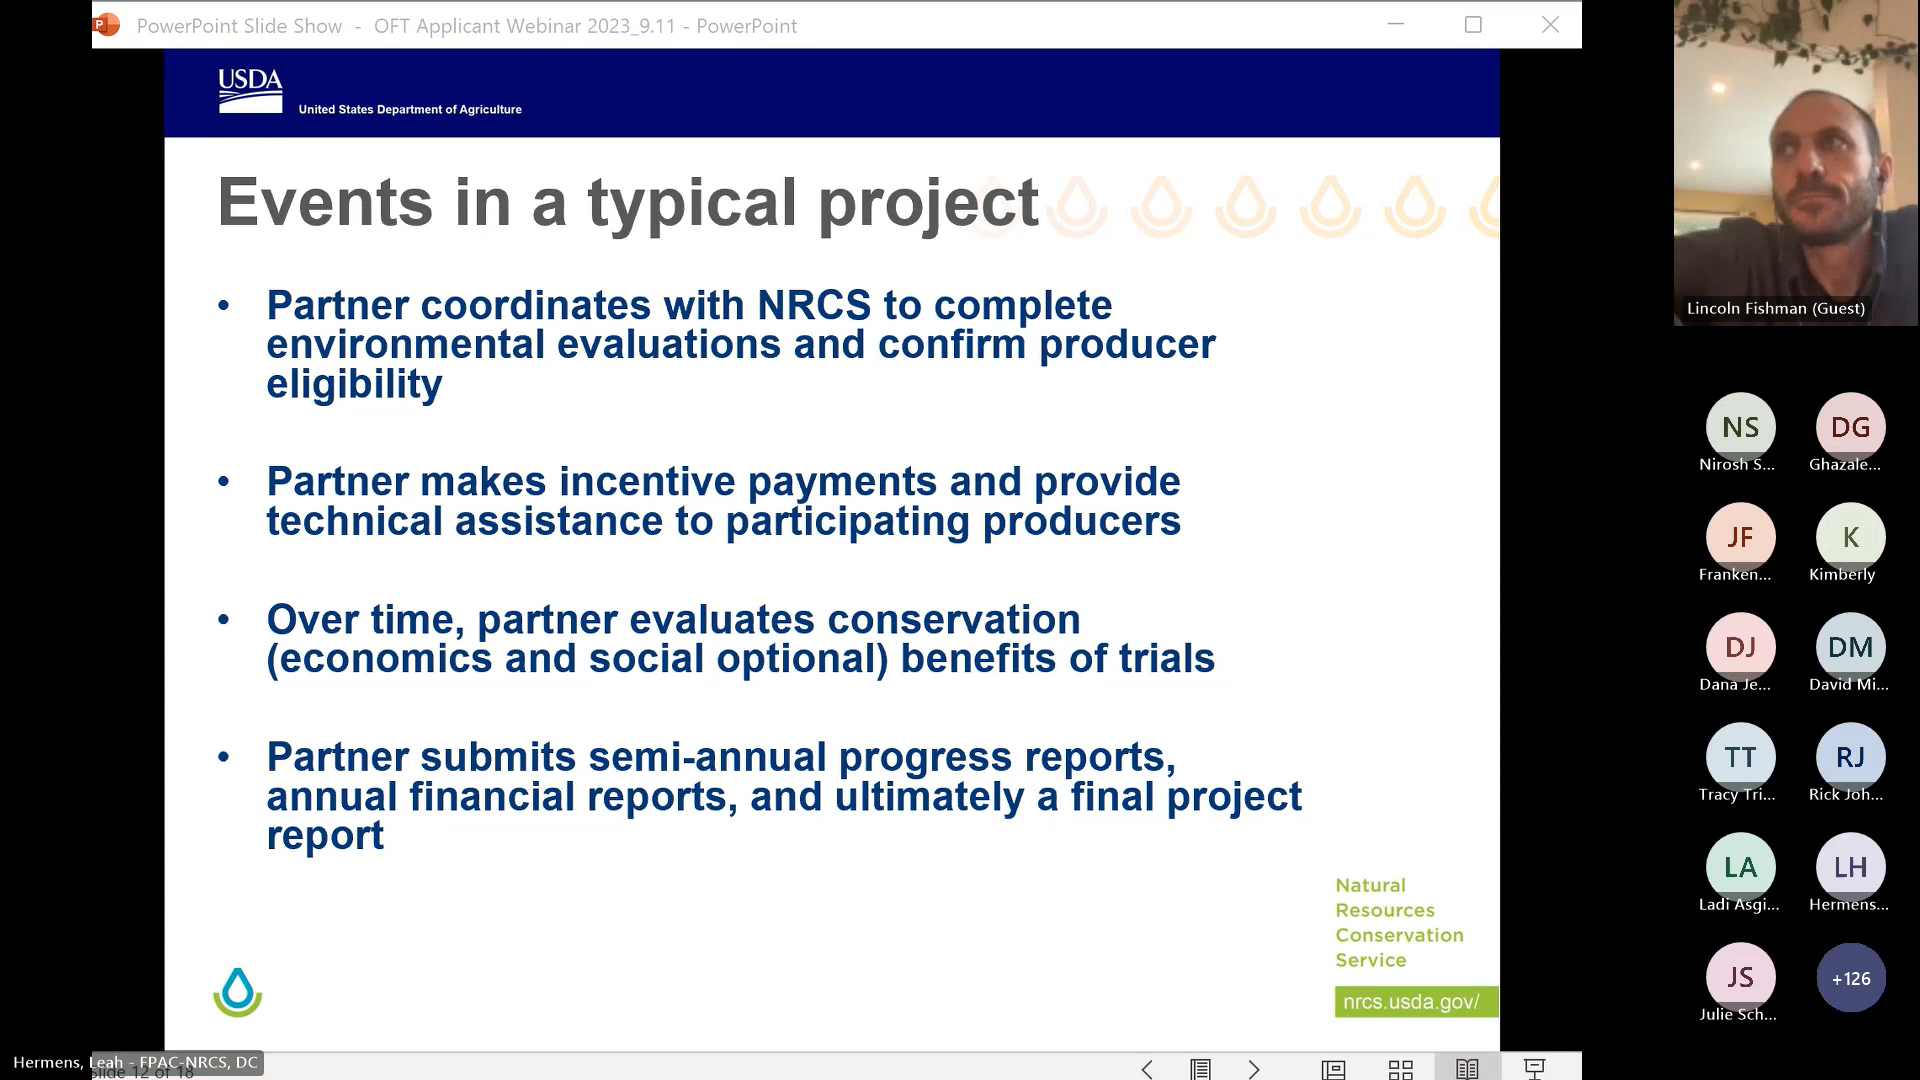 PowerPoint Slide Show - OFT Applicant Webinar 2023_9.11 - PowerPoint
USDA
United States Department of Agriculture
Events in a typical project
• Partner coordinates with NRCS to complete
environmental evaluations and confirm producer
eligibility
• Partner makes incentive payments and provide
technical assistance to participating producers
• Over time, partner evaluates conservation
(economics and social optional) benefits of trials
• Partner submits semi-annual progress reports,
annual financial reports, and ultimately a final project
report
Natural
Resources
Conservation
Service
nrcs.usda.gov/
Hermens, Leah - FPAC-NRCS, DC
Slide 12 of 18
Lincoln Fishman (Guest)
NS
Nirosh S...
DG
Ghazale...
JF
Franken...
K
Kimberly
DJ
Dana Je...
DM
David Mi...
TT
Tracy Tri...
RJ
Rick Joh...
LA
Ladi Asgi...
LH
Hermens...
JS
Julie Sch...
+126